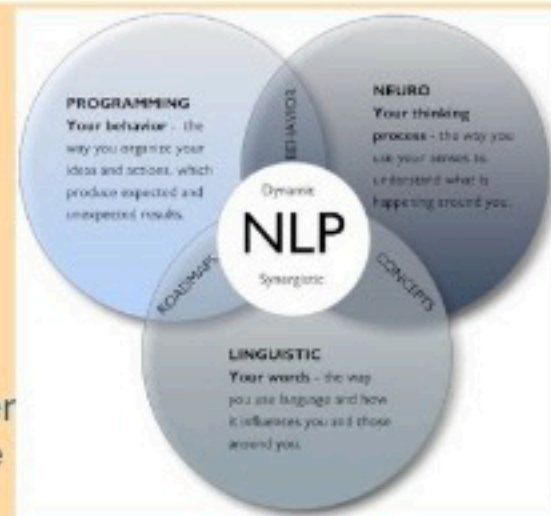 PROGRAMMING
Your behavior - the
way you organize your
ideas and actions, which
produce expected and
unexpected results.
BEHAVIOR
NEURO
Your thinking
process - the way you
use your senses to
understand what is
happening around you.
Dynamic
NLP
Synergistic
ROADMAPS
CONCEPTS
LINGUISTIC
Your words - the way
you use language and how
it influences you and those
around you.
er
e